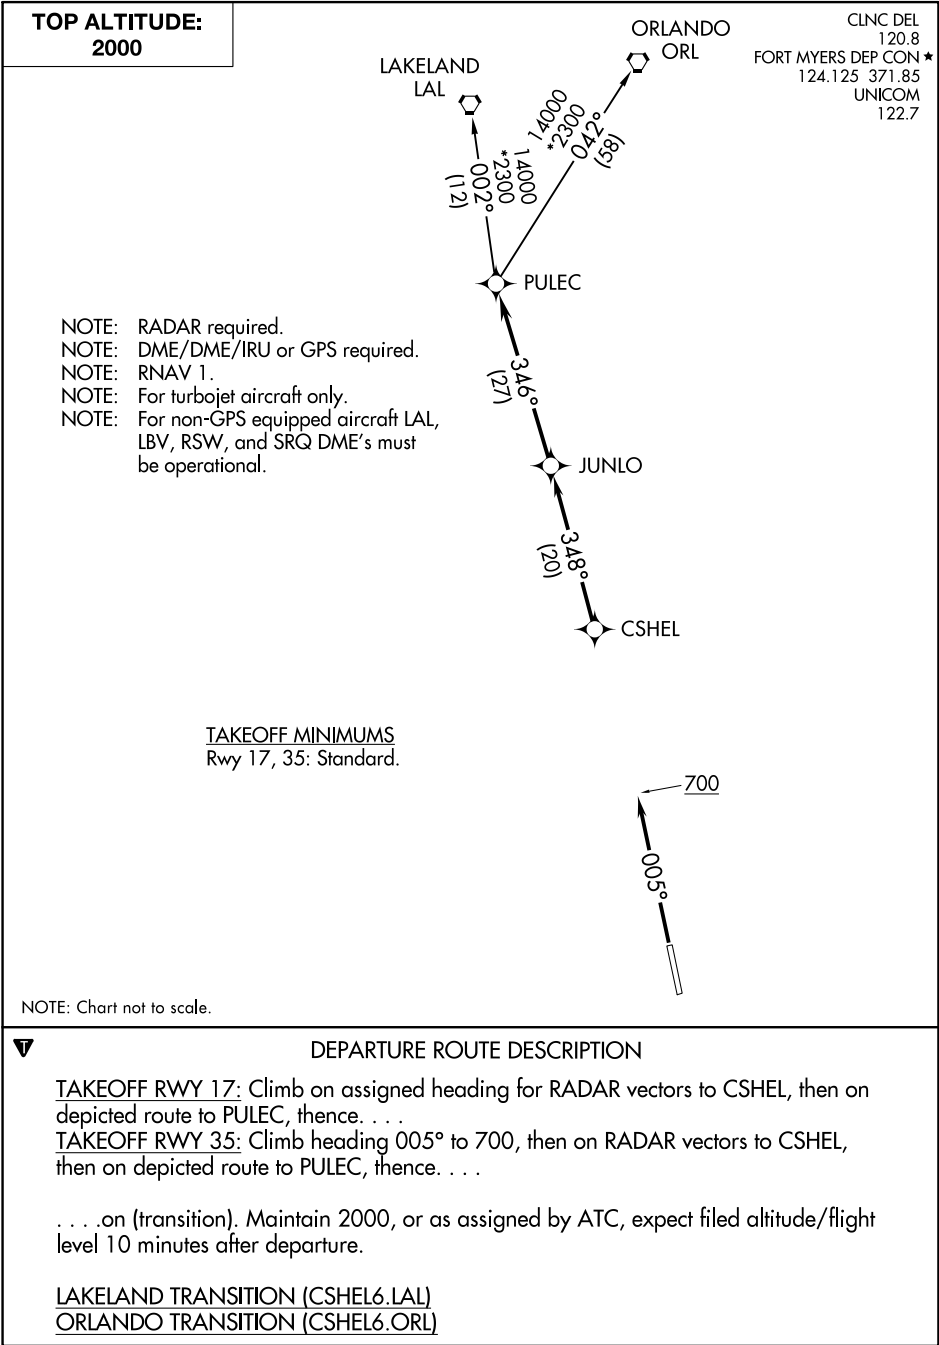 TOP ALTITUDE:
2000
CLNC DEL
120.8
FORT MYERS DEP CON ★
124.125 371.85
UNICOM
122.7
ORLANDO
ORL
LAKELAND
LAL
14000
*2300
042°
(58)
14000
*2300
002°
(12)
PULEC
NOTE: RADAR required.
NOTE: DME/DME/IRU or GPS required.
NOTE: RNAV 1.
NOTE: For turbojet aircraft only.
NOTE: For non-GPS equipped aircraft LAL,
LBV, RSW, and SRQ DME's must
be operational.
346°
(27)
JUNLO
348°
(20)
CSHEL
TAKEOFF MINIMUMS
Rwy 17, 35: Standard.
700
005°
NOTE: Chart not to scale.
T
DEPARTURE ROUTE DESCRIPTION
TAKEOFF RWY 17: Climb on assigned heading for RADAR vectors to CSHEL, then on
depicted route to PULEC, thence. . . .
TAKEOFF RWY 35: Climb heading 005° to 700, then on RADAR vectors to CSHEL,
then on depicted route to PULEC, thence. . . .
. . . .on (transition). Maintain 2000, or as assigned by ATC, expect filed altitude/flight
level 10 minutes after departure.
LAKELAND TRANSITION (CSHEL6.LAL)
ORLANDO TRANSITION (CSHEL6.ORL)